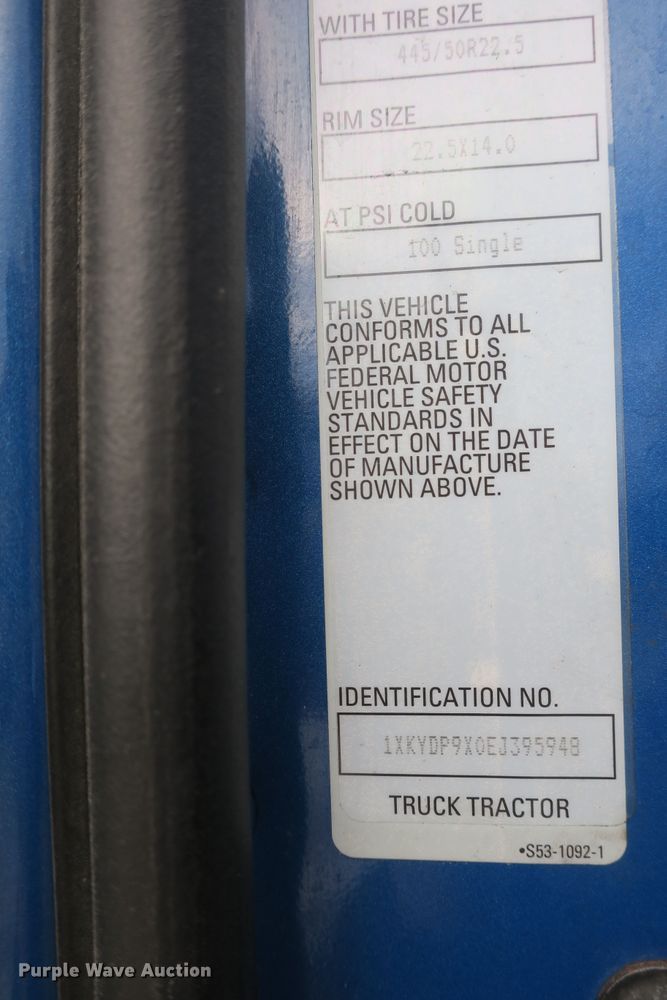 WITH TIRE SIZE
445/50R22.5
RIM SIZE
22.5X14.0
AT PSI COLD
100 Single
THIS VEHICLE
CONFORMS TO ALL
APPLICABLE U.S.
FEDERAL MOTOR
VEHICLE SAFETY
STANDARDS IN
EFFECT ON THE DATE
OF MANUFACTURE
SHOWN ABOVE.
IDENTIFICATION NO.
1XKYDP9X0EJ395948
TRUCK TRACTOR
•S53-1092-1
Purple Wave Auction